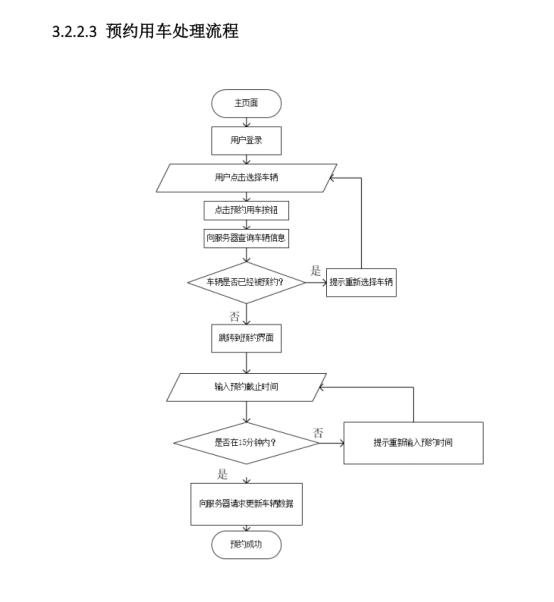 3.2.2.3 预约用车处理流程
主页面
用户登录
用户点击选择车辆
点击预约用车按钮
向服务器查询车辆信息
车辆是否已经被预约?
是
提示重新选择车辆
否
跳转到预约界面
输入预约截止时间
是否在15分钟内?
否
提示重新输入预约时间
是
向服务器请求更新车辆数据
预约成功